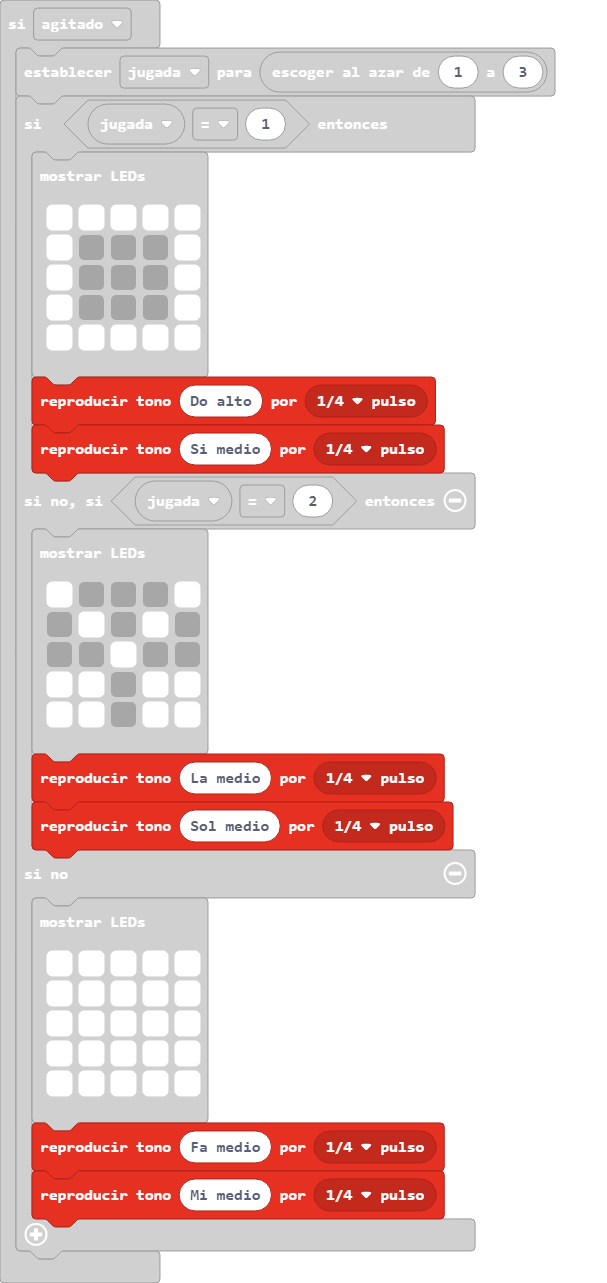 si agitado
establecer jugada para escoger al azar de 1 a 3
si jugada = 1 entonces
mostrar LEDs
reproducir tono Do alto por 1/4 pulso
reproducir tono Si medio por 1/4 pulso
si no, si jugada = 2 entonces
mostrar LEDs
reproducir tono La medio por 1/4 pulso
reproducir tono Sol medio por 1/4 pulso
si no
mostrar LEDs
reproducir tono Fa medio por 1/4 pulso
reproducir tono Mi medio por 1/4 pulso